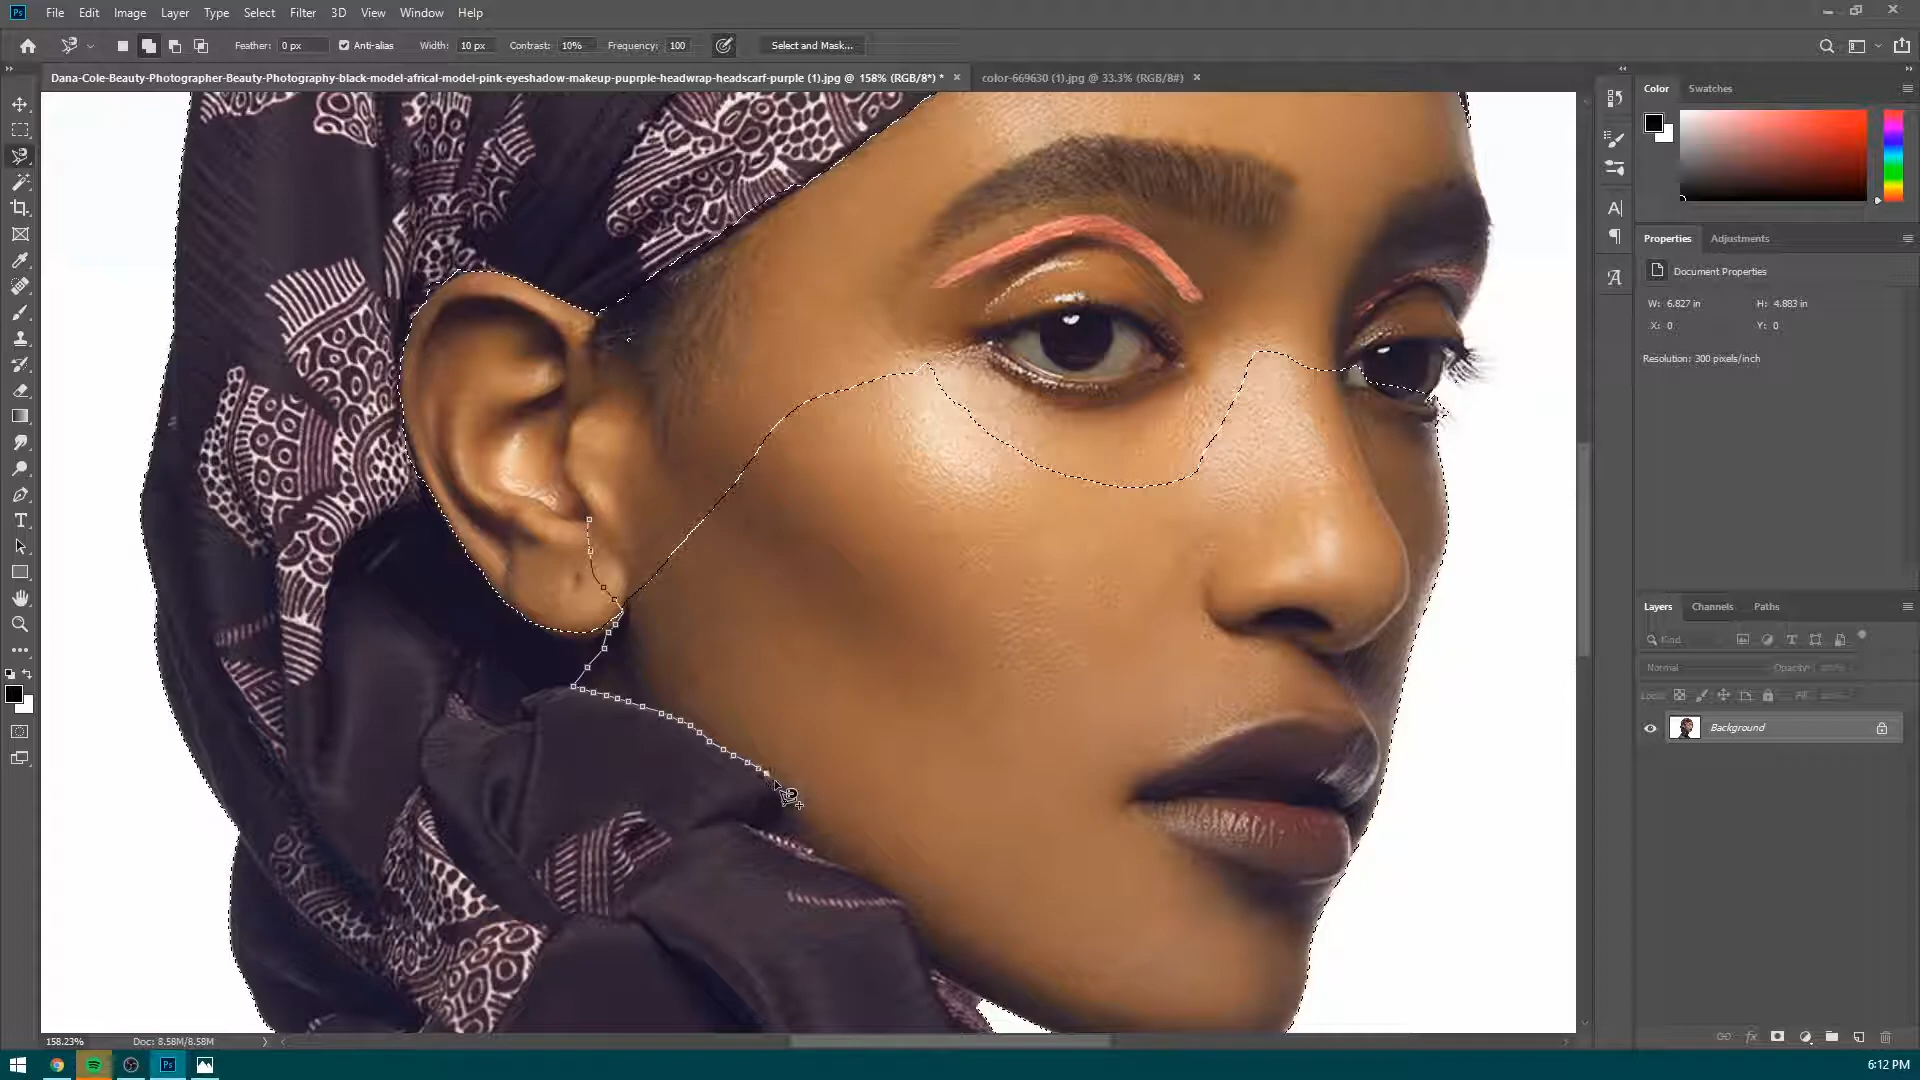 Ps File Edit Image Layer Type Select Filter 3D View Window Help
Feather: 0 px Anti-alias Width: 10 px Contrast: 10% Frequency: 100 Select and Mask...
Dana-Cole-Beauty-Photographer-Beauty-Photography-black-model-africal-model-pink-eyeshadow-makeup-puprple-headwrap-headscarf-purple (1).jpg @ 158% (RGB/8*) * color-669630 (1).jpg @ 33.3% (RGB/8#)
Color Swatches
Properties Adjustments
Document Properties
W: 6.827 in H: 4.883 in
X: 0 Y: 0
Resolution: 300 pixels/inch
Layers Channels Paths
Kind
Normal Opacity:
Lock: Fill:
Background
158.23% Doc: 8.58M/8.58M
Ps 6:12 PM